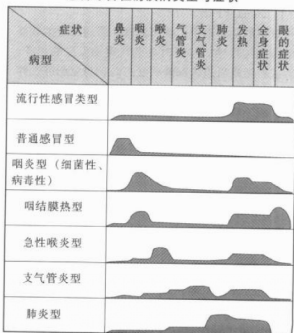 症状
病型
鼻炎
咽炎
喉炎
气管炎
支气管炎
肺炎
发热
全身症状
眼的症状
流行性感冒类型
普通感冒型
咽炎型（细菌性、
病毒性）
咽结膜热型
急性喉炎型
支气管炎型
肺炎型